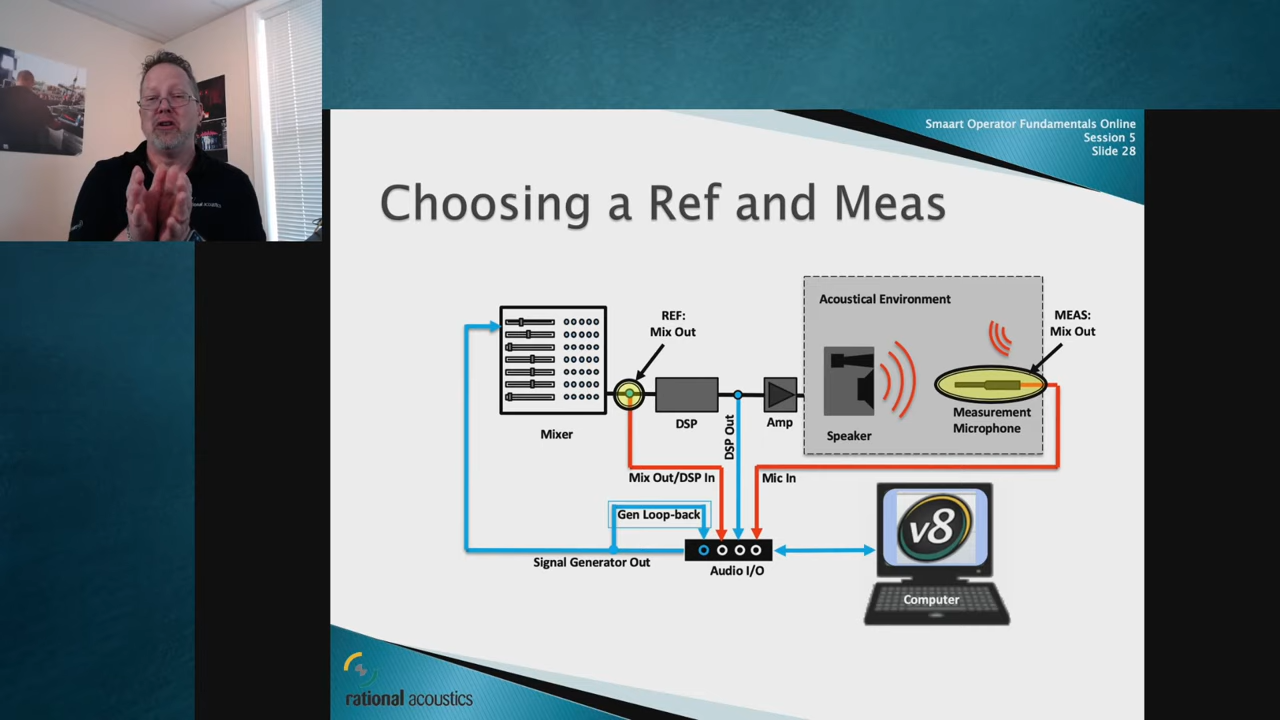 Smaart Operator Fundamentals Online
Session 5
Slide 28
Choosing a Ref and Meas
REF:
Mix Out
Acoustical Environment
MEAS:
Mix Out
Mixer
DSP
DSP Out
Amp
Speaker
Measurement
Microphone
Mix Out/DSP In
Mic In
Gen Loop-back
Signal Generator Out
Audio I/O
v8
Computer
rational acoustics